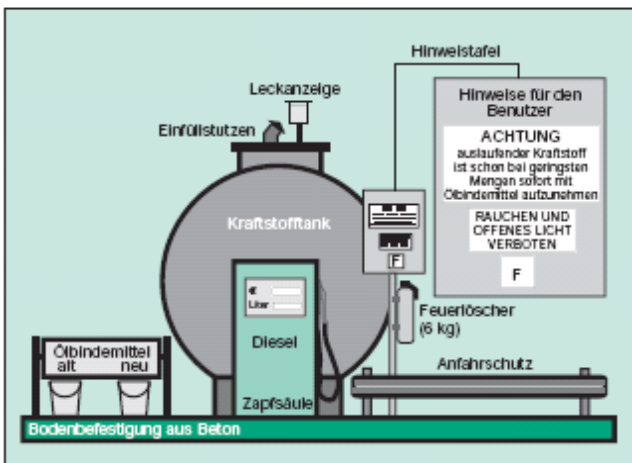 Hinweistafel
Leckanzeige
Einfüllstutzen
Hinweise für den
Benutzer
ACHTUNG
auslaufender Kraftstoff
ist schon bei geringsten
Mengen sofort mit
Ölbindemittel aufzunehmen
RAUCHEN UND
OFFENES LICHT
VERBOTEN
F
Kraftstofftank
F
€
Liter
Diesel
Zapfsäule
Feuerlöscher
(6 kg)
Anfahrschutz
Ölbindemittel
alt neu
Bodenbefestigung aus Beton